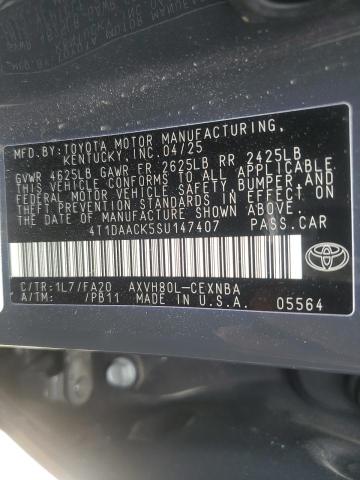 MFD.BY:TOYOTA MOTOR MANUFACTURING,
KENTUCKY, INC.04/25
GVWR 4625LB GAWR FR 2625LB RR 2425LB
THIS VEHICLE CONFORMS TO ALL APPLICABLE
FEDERAL MOTOR VEHICLE SAFETY, BUMPER, AND
THEFT PREVENTION STANDARDS IN EFFECT ON
THE DATE OF MANUFACTURE SHOWN ABOVE.
4T1DAACK5SU147407 PASS.CAR
C/TR:1L7/FA20 AXVH80L-CEXNBA
A/TM: /PB11 MADE IN U.S.A. 05564